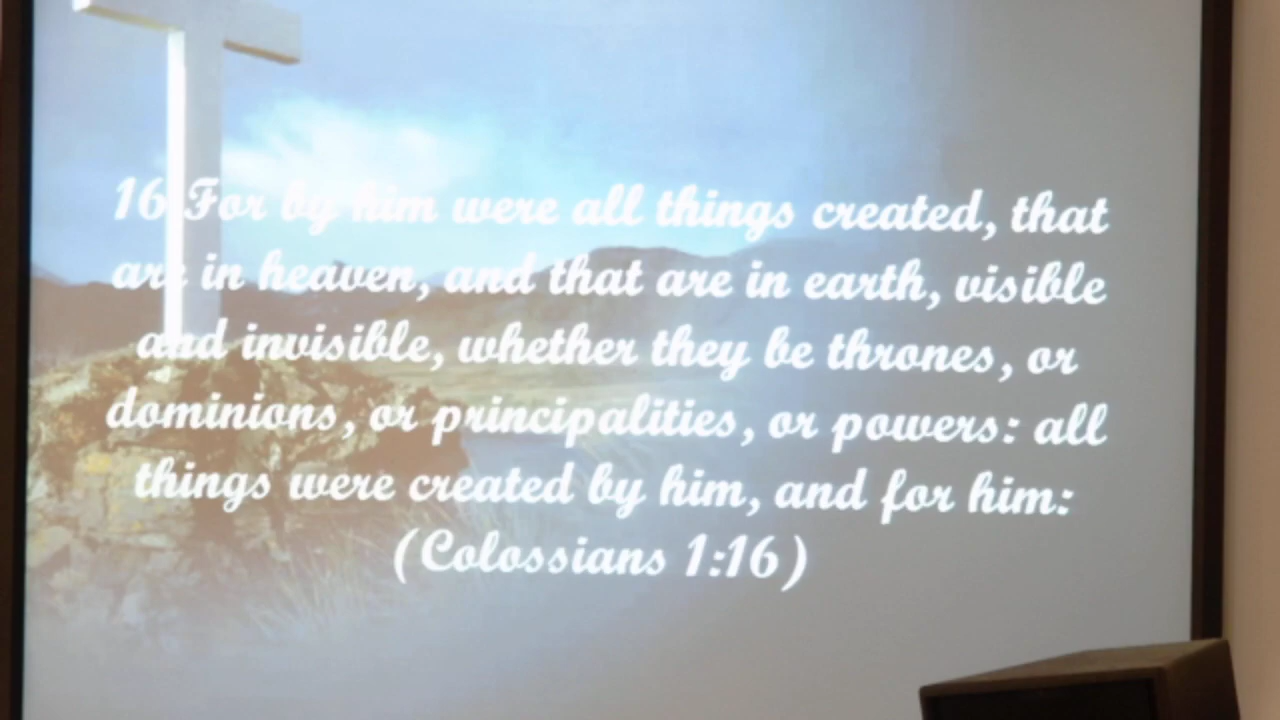 16 For by him were all things created, that
are in heaven, and that are in earth, visible
and invisible, whether they be thrones, or
dominions, or principalities, or powers: all
things were created by him, and for him:
(Colossians 1:16)